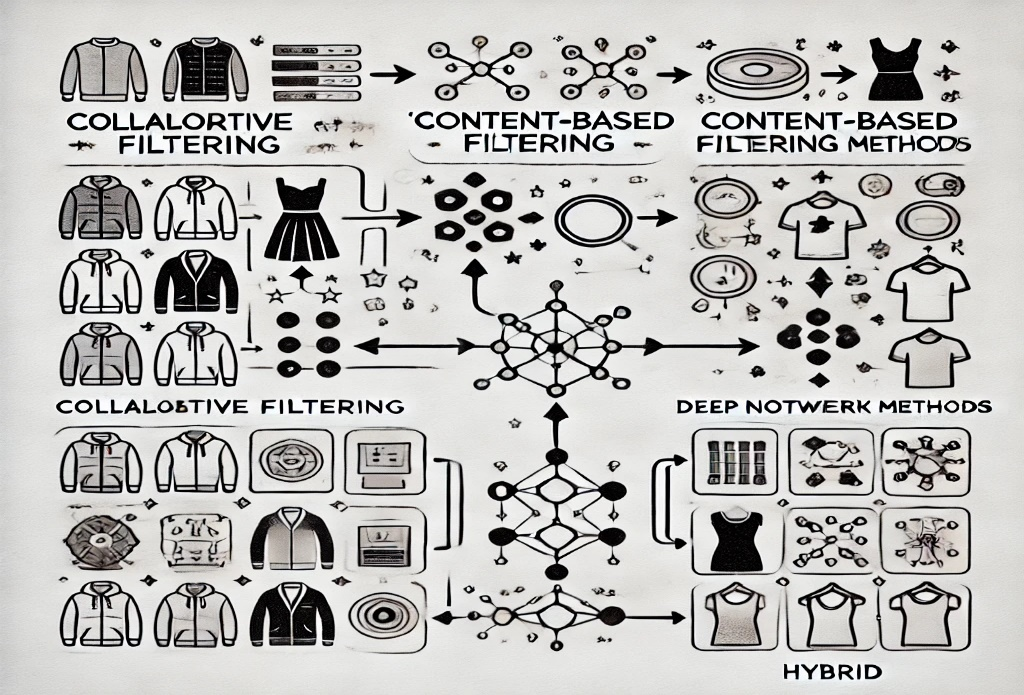 COLLALORTIVE
FILTERING
'CONTENT-BASED
FILTERING
CONTENT-BASED
FILTERING METHODS
COLLALOBTIVE FILTERING
DEEP NOTWERK METHODS
HYBRID